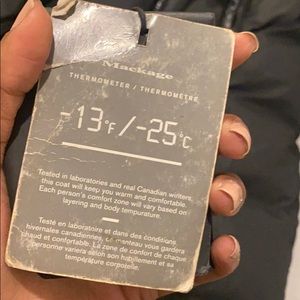 Mackage
THERMOMETER / THERMOMÈTRE
-13°F/-25°C
Tested in laboratories and real Canadian winters,
this coat will keep you warm and comfortable.
Each person's comfort zone will vary based on
layering and body temperature.
Testé en laboratoire et dans des conditions
hivernales canadiennes, ce manteau vous gardera
chaud et confortable. La zone de confort de chaque
personne variera selon son habillement et sa
température corporelle.